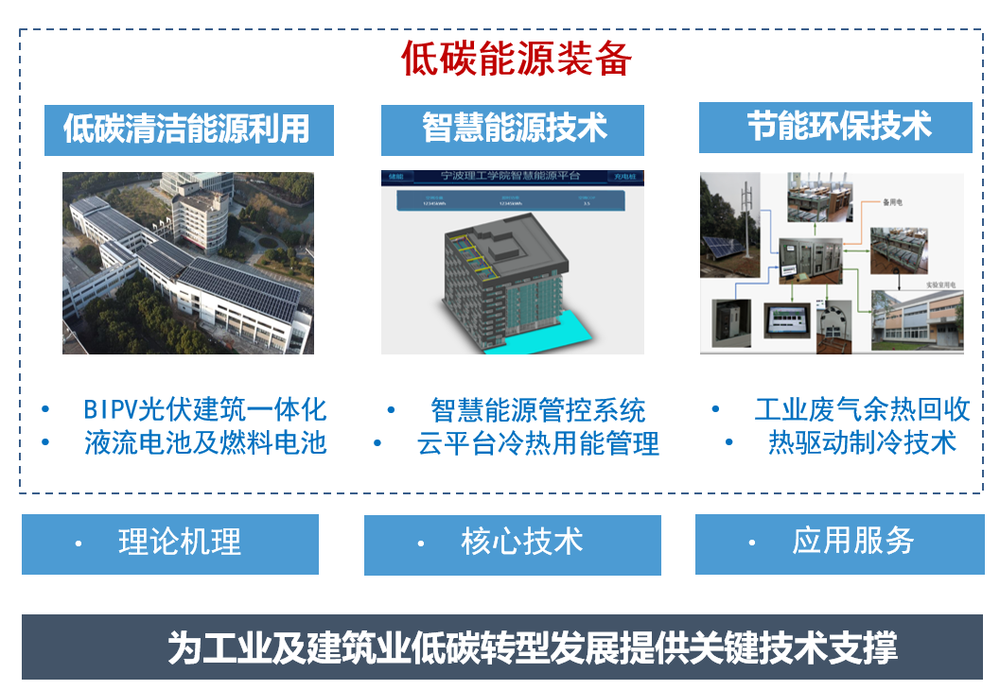 低碳能源装备
低碳清洁能源利用
智慧能源技术
节能环保技术
储能
宁波理工学院智慧能源平台
充电桩
12345kWh
12345kWh
3.5
备用电
实验室用电
• BIPV光伏建筑一体化
• 液流电池及燃料电池
• 智慧能源管控系统
• 云平台冷热用能管理
• 工业废气余热回收
• 热驱动制冷技术
• 理论机理
• 核心技术
• 应用服务
为工业及建筑业低碳转型发展提供关键技术支撑